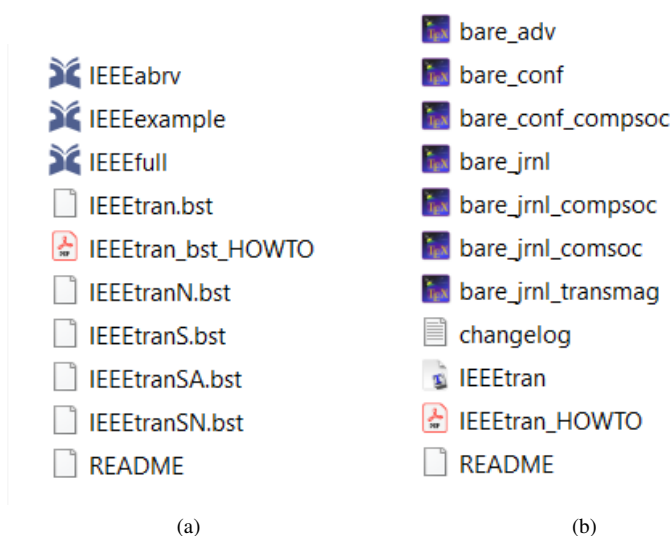 IEEEabrv
IEEEexample
IEEEfull
IEEEtran.bst
IEEEtran_bst_HOWTO
IEEEtranN.bst
IEEEtranS.bst
IEEEtranSA.bst
IEEEtranSN.bst
README
(a)
bare_adv
bare_conf
bare_conf_compsoc
bare_jrnl
bare_jrnl_compsoc
bare_jrnl_comsoc
bare_jrnl_transmag
changelog
IEEEtran
IEEEtran_HOWTO
README
(b)